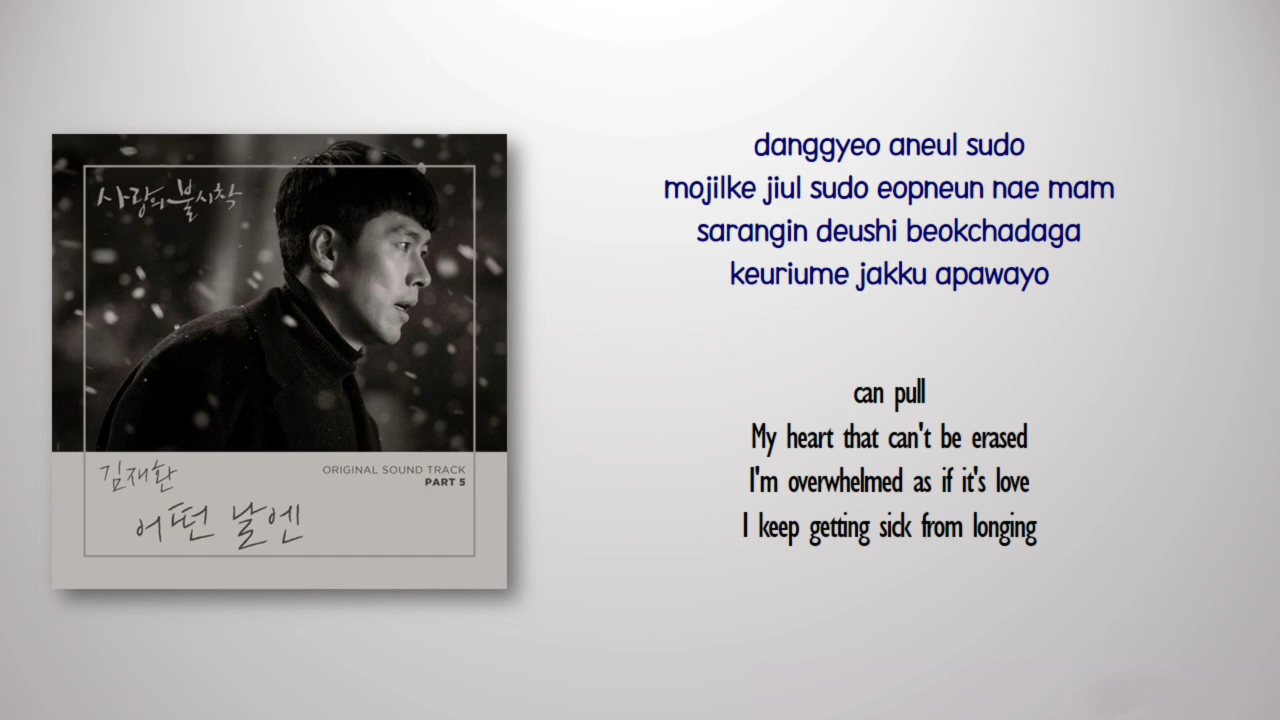 사랑의 불시착
김재환
ORIGINAL SOUND TRACK
PART 5
어떤 날엔
danggyeo aneul sudo
mojilke jiul sudo eopneun nae mam
sarangin deushi beokchadaga
keuriume jakku apawayo
can pull
My heart that can't be erased
I'm overwhelmed as if it's love
I keep getting sick from longing